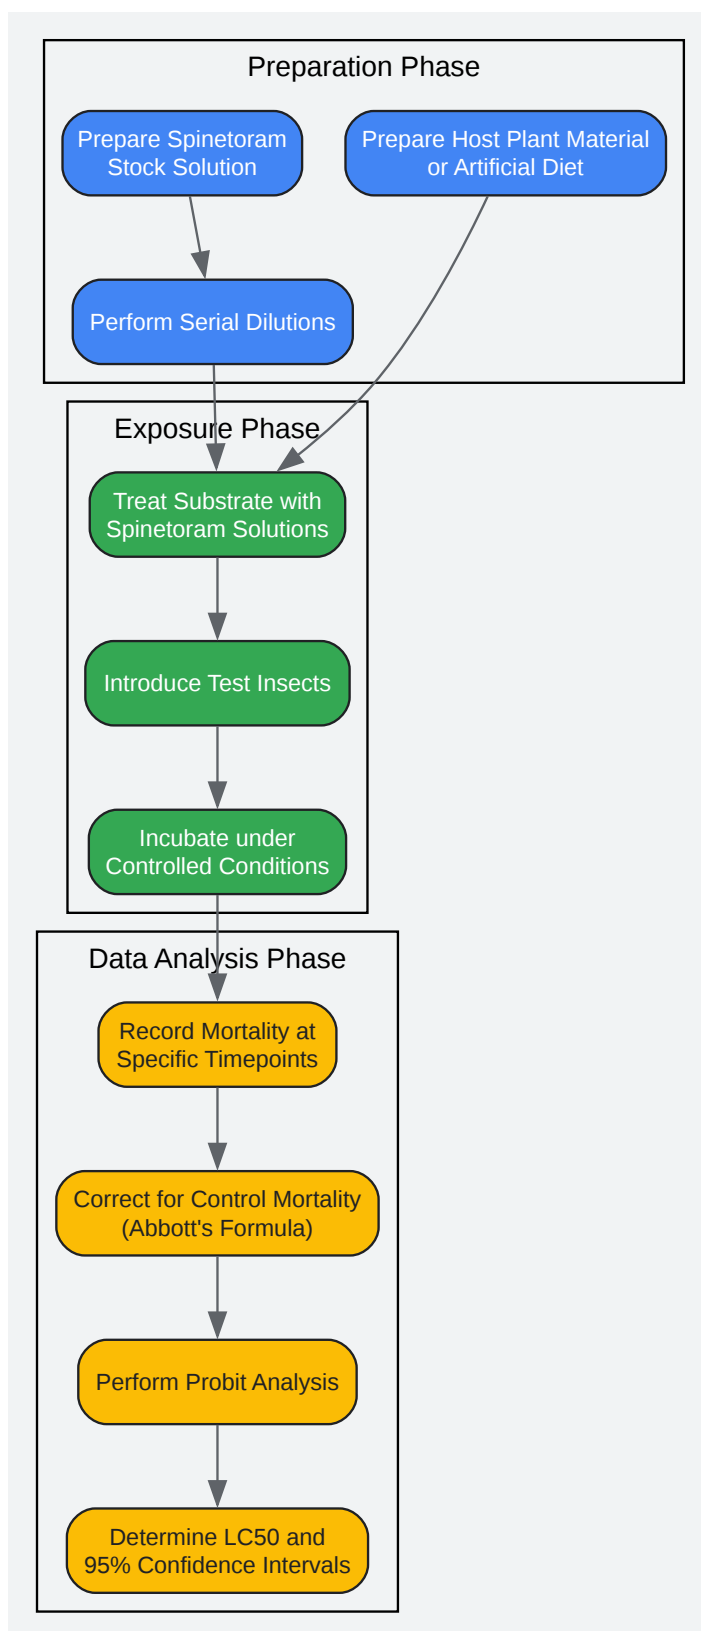 Preparation Phase
Prepare Spinetoram
Stock Solution
Prepare Host Plant Material
or Artificial Diet
Perform Serial Dilutions
Exposure Phase
Treat Substrate with
Spinetoram Solutions
Introduce Test Insects
Incubate under
Controlled Conditions
Data Analysis Phase
Record Mortality at
Specific Timepoints
Correct for Control Mortality
(Abbott's Formula)
Perform Probit Analysis
Determine LC50 and
95% Confidence Intervals